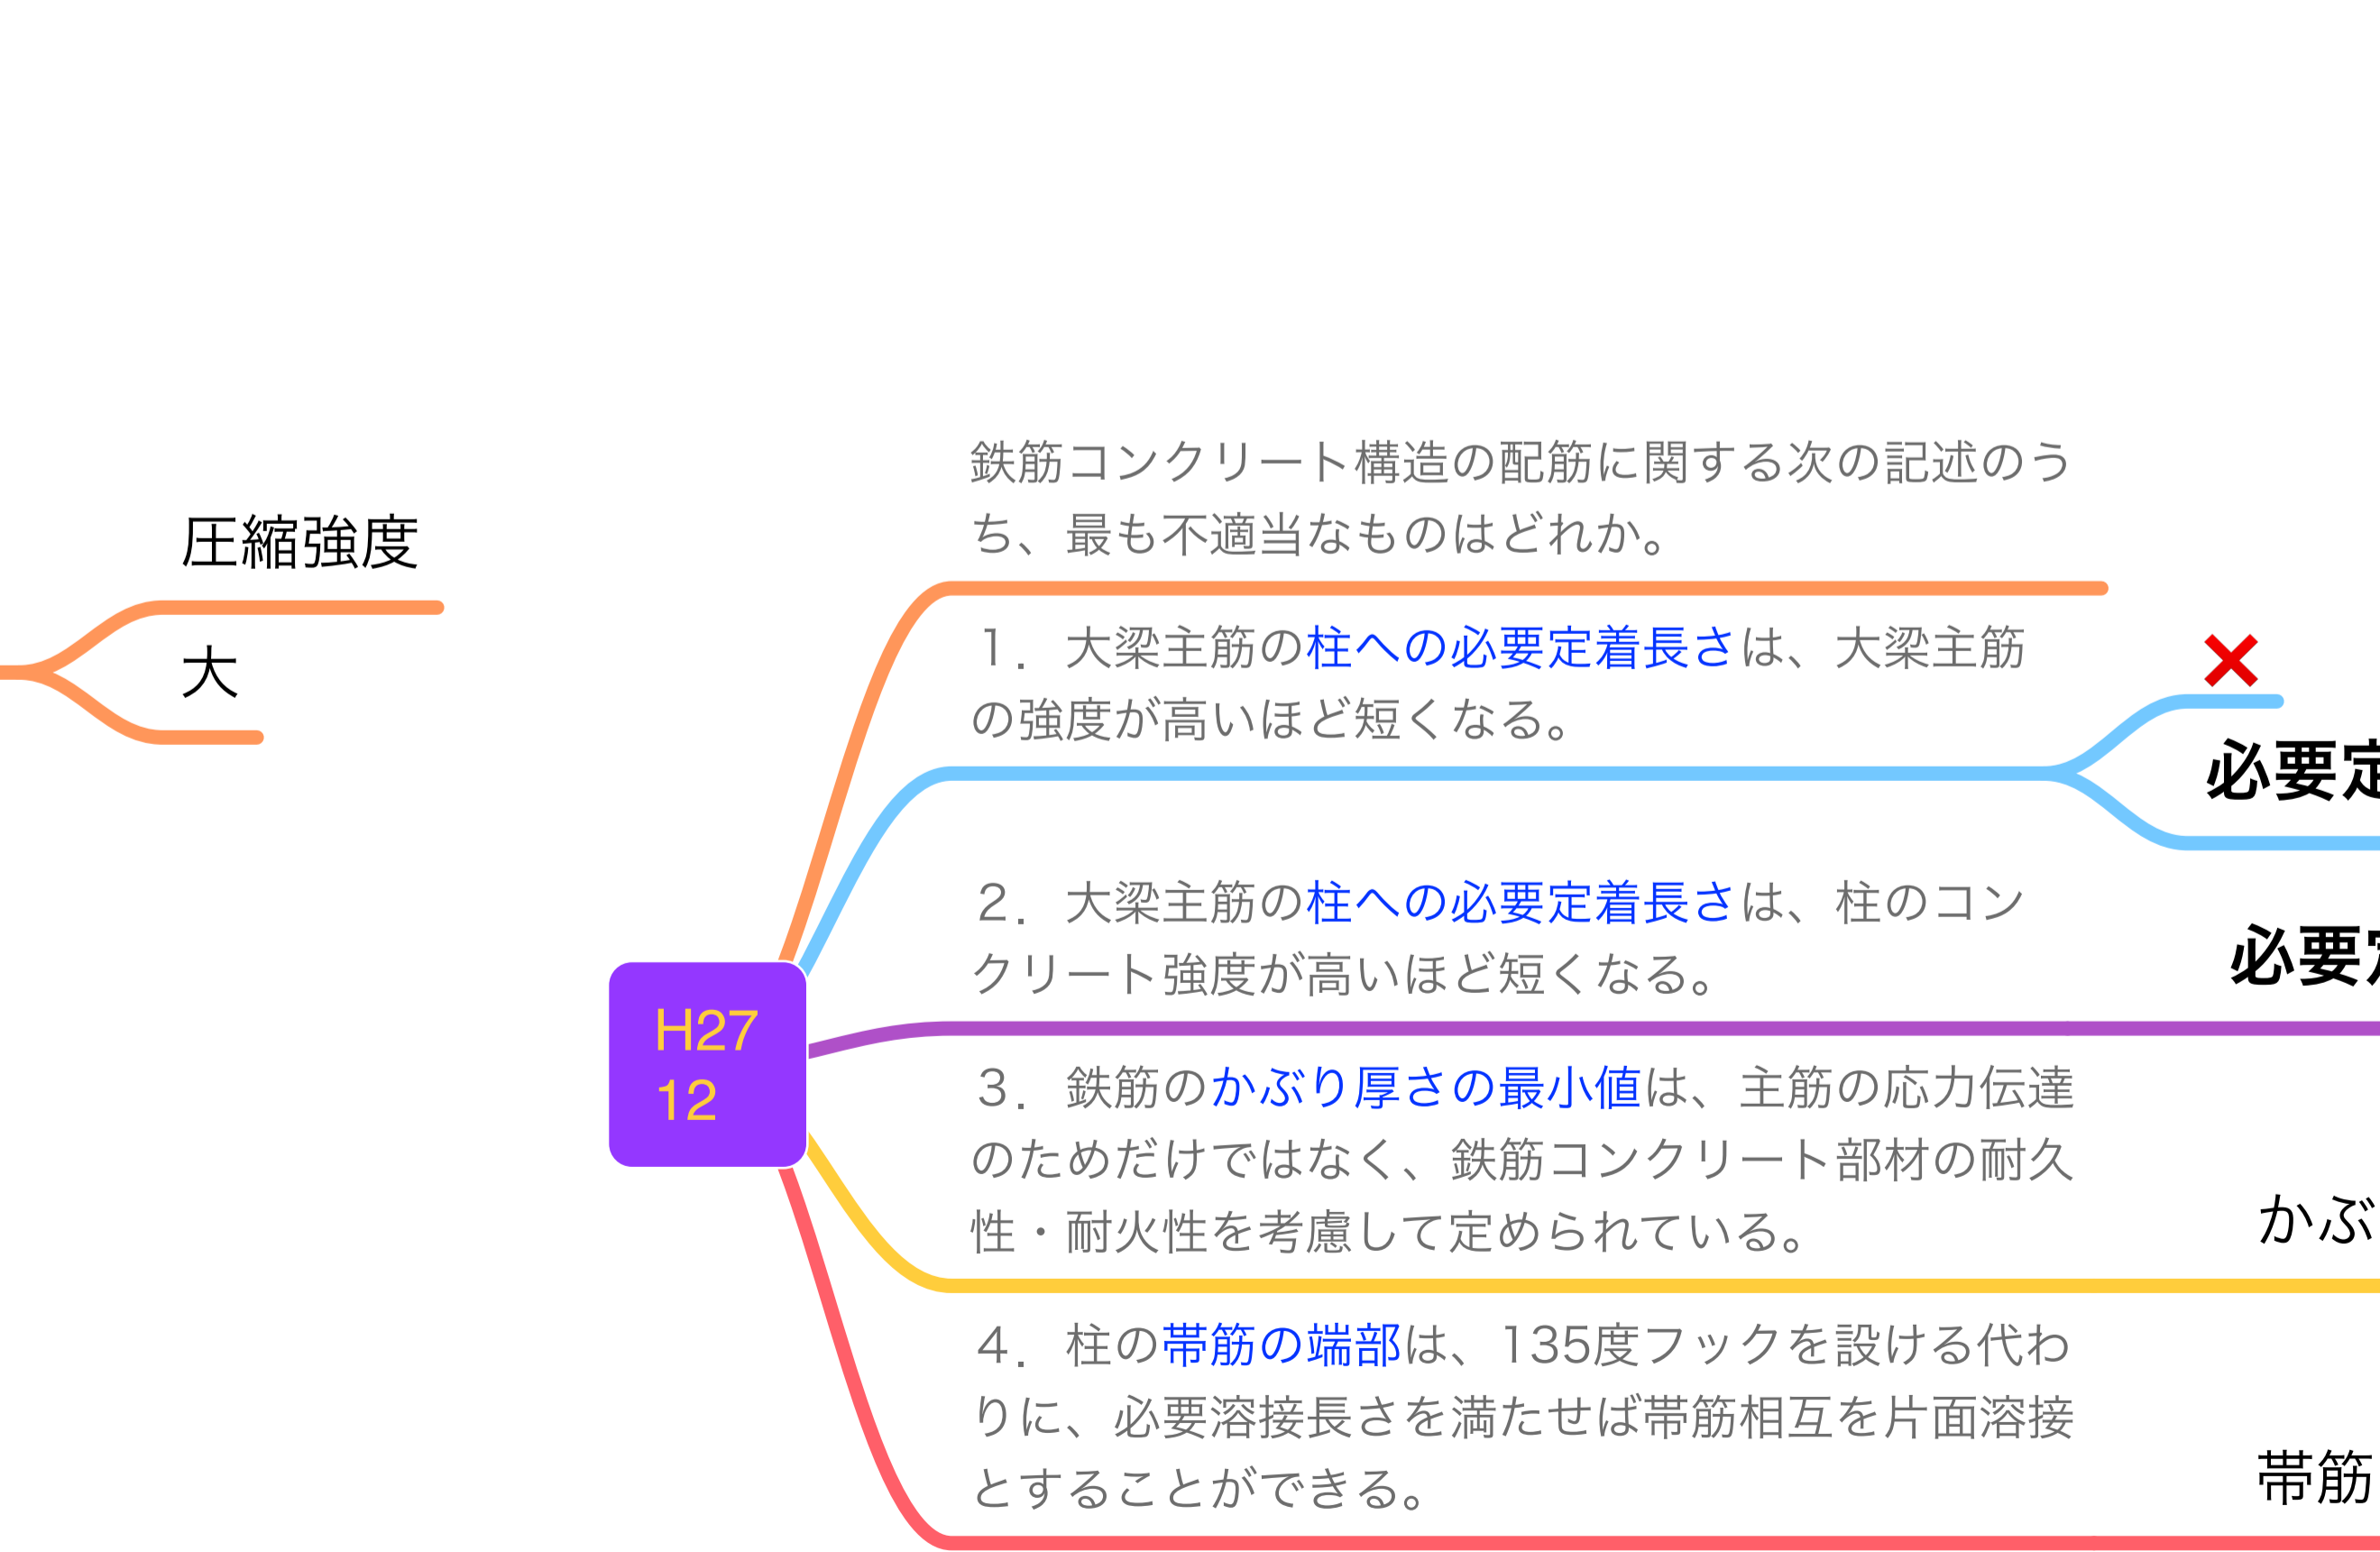 圧縮強度
大
H27
12
鉄筋コンクリート構造の配筋に関する次の記述のう
ち、最も不適当なものはどれか。
1. 大梁主筋の柱への必要定着長さは、大梁主筋
の強度が高いほど短くなる。
×
必要定
2. 大梁主筋の柱への必要定着長さは、柱のコン
クリート強度が高いほど短くなる。
必要
3. 鉄筋のかぶり厚さの最小値は、主筋の応力伝達
のためだけではなく、鉄筋コンクリート部材の耐久
性・耐火性を考慮して定められている。
かぶ
4. 柱の帯筋の端部は、135度フックを設ける代わ
りに、必要溶接長さを満たせば帯筋相互を片面溶接
とすることができる。
帯筋